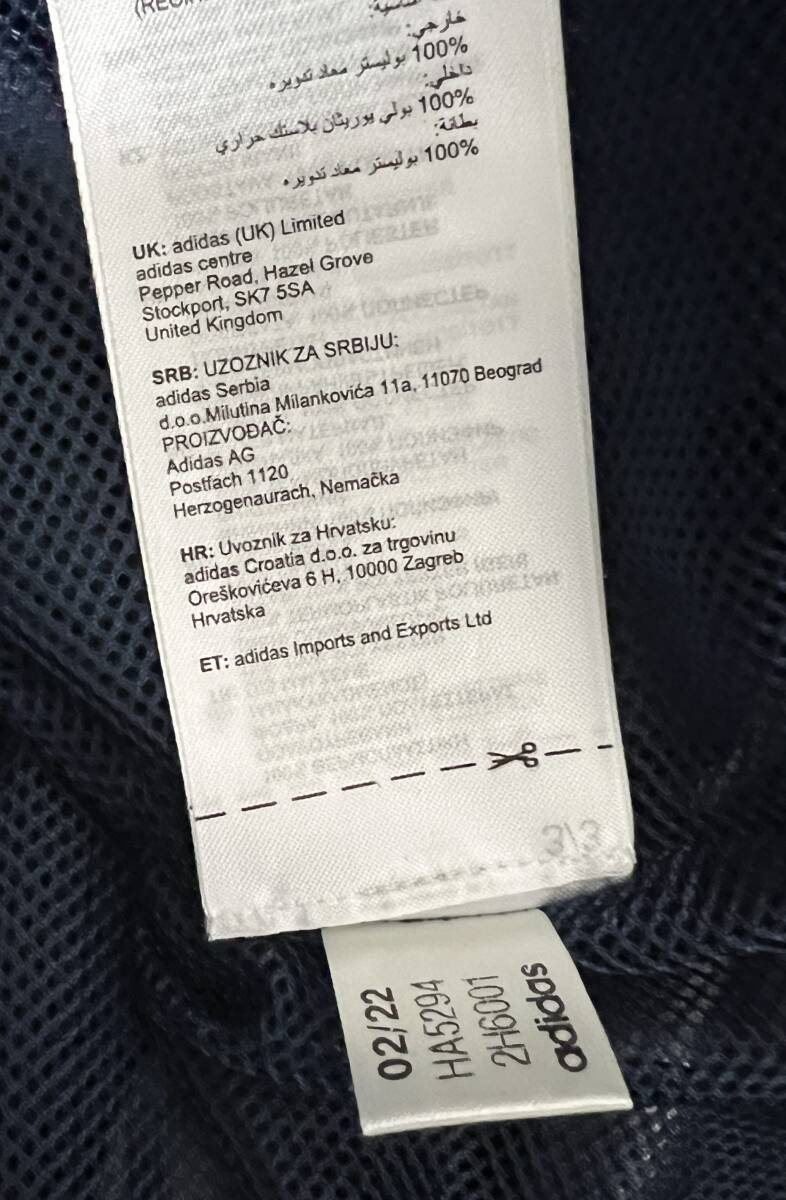 خارجي:
100% بوليستر معاد تدويره
داخلي:
100% بولي يوريثان بلاستك حراري
بطانة:
100% بوليستر معاد تدويره
UK: adidas (UK) Limited
adidas centre
Pepper Road, Hazel Grove
Stockport, SK7 5SA
United Kingdom
SRB: UZOZNIK ZA SRBIJU:
adidas Serbia
d.o.o.Milutina Milankovića 11a, 11070 Beograd
PROIZVOĐAČ:
Adidas AG
Postfach 1120
Herzogenaurach, Nemačka
HR: Uvoznik za Hrvatsku:
adidas Croatia d.o.o. za trgovinu
Oreškovićeva 6 H, 10000 Zagreb
Hrvatska
ET: adidas Imports and Exports Ltd
02/22
HA5294
2H6001
adidas